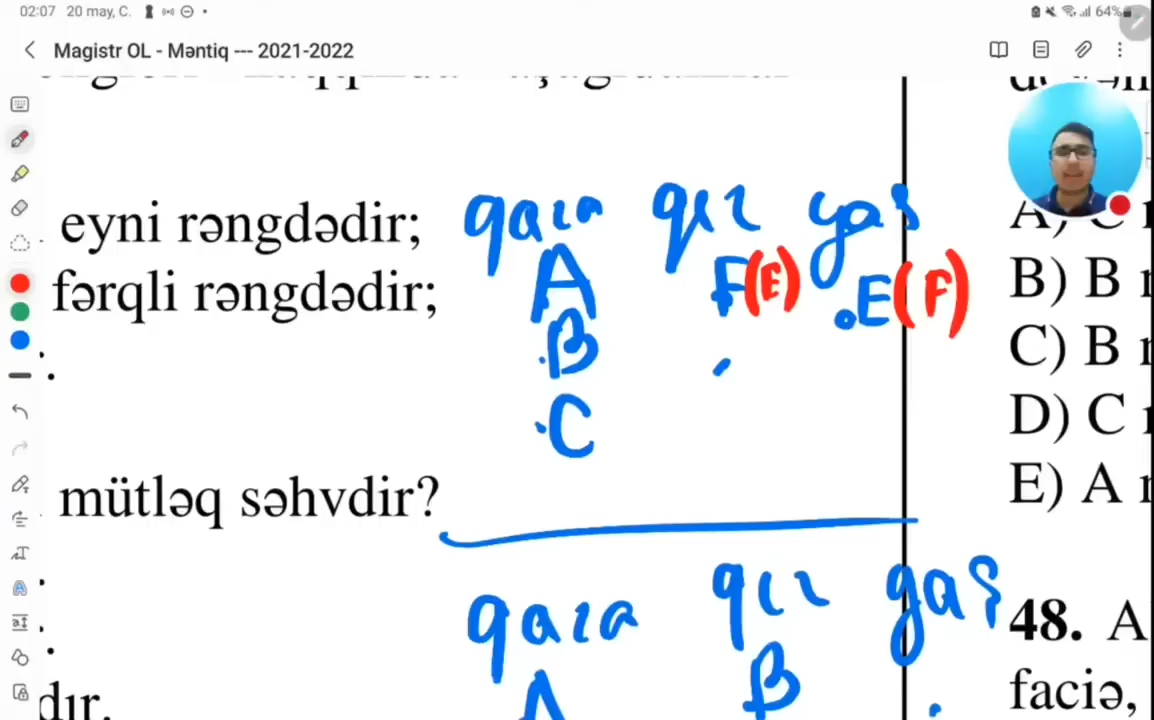 02:07 20 may, C.
64%
Magistr OL - Məntiq --- 2021-2022
eyni rəngdədir;
fərqli rəngdədir;
.
mütləq səhvdir?
.
.
dır.
qara qız yaş
A F(E) E(F)
B
C
qara qız yaş
A B
A) C
B) B
C) B
D) C
E) A
48. A
faciə,